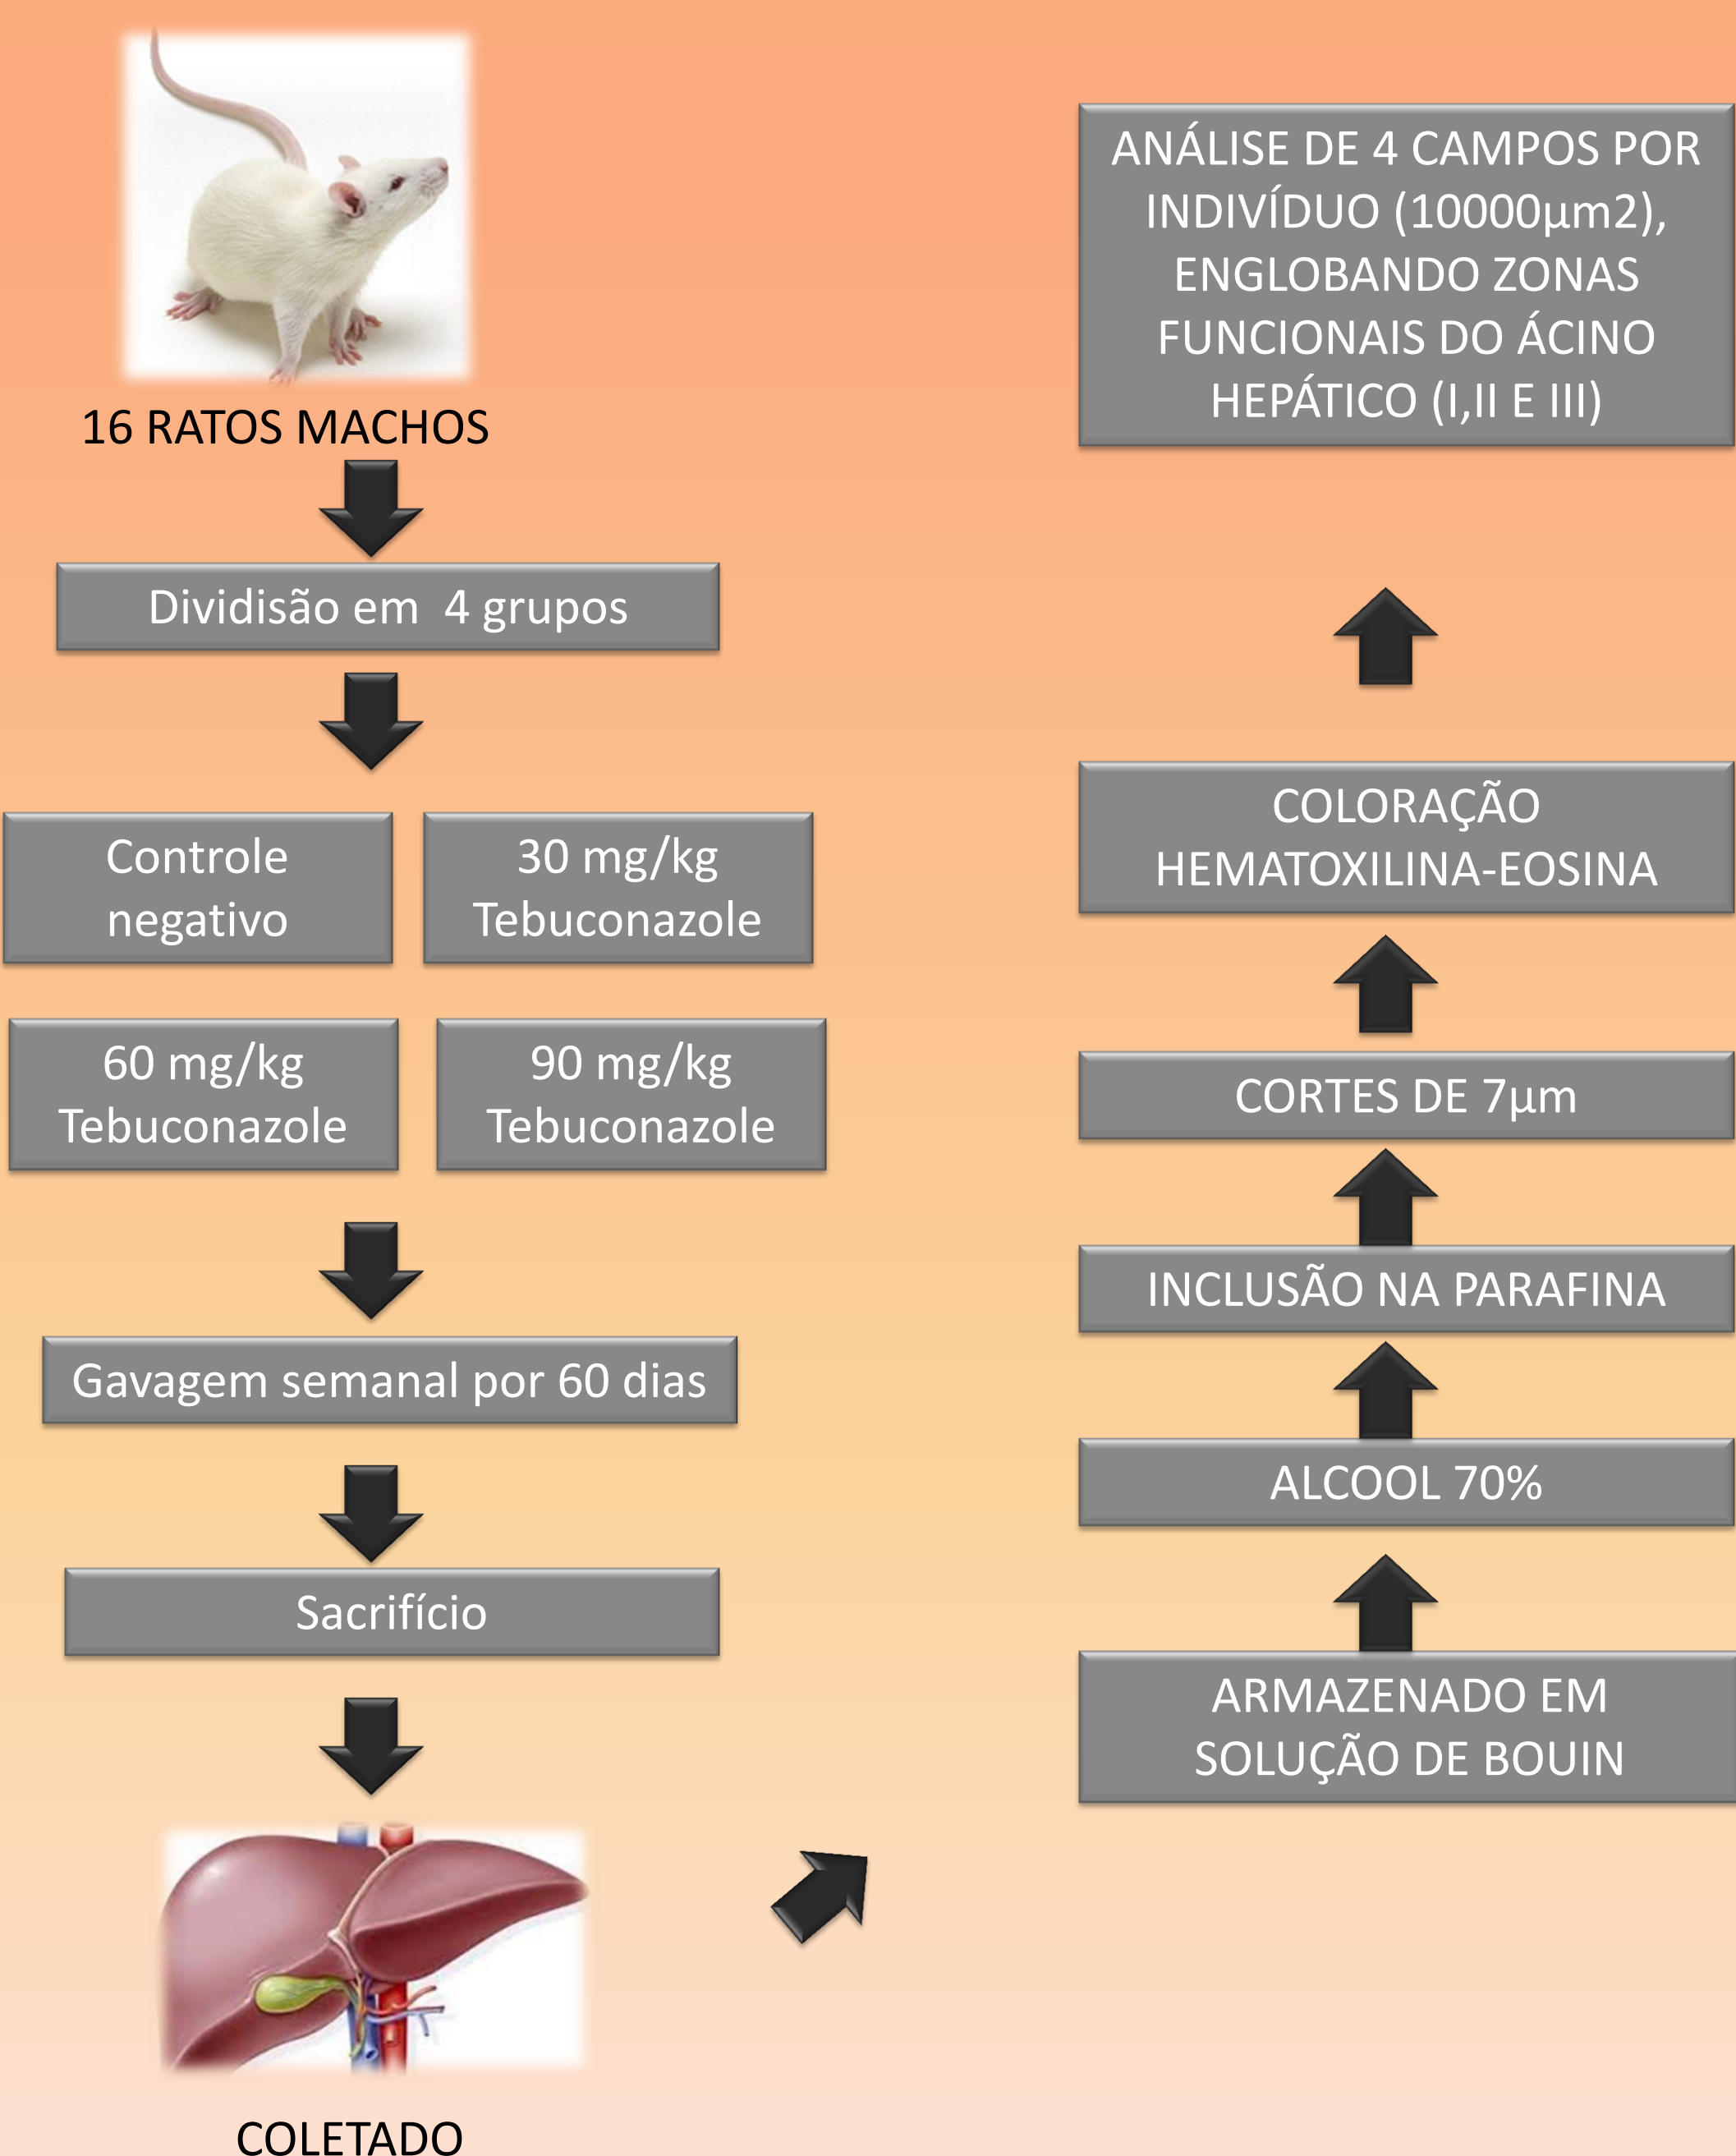 16 RATOS MACHOS
Dividisão em 4 grupos
Controle
negativo
30 mg/kg
Tebuconazole
60 mg/kg
Tebuconazole
90 mg/kg
Tebuconazole
Gavagem semanal por 60 dias
Sacrifício
COLETADO
ARMAZENADO EM
SOLUÇÃO DE BOUIN
ALCOOL 70%
INCLUSÃO NA PARAFINA
CORTES DE 7µm
COLORAÇÃO
HEMATOXILINA-EOSINA
ANÁLISE DE 4 CAMPOS POR
INDIVÍDUO (10000µm2),
ENGLOBANDO ZONAS
FUNCIONAIS DO ÁCINO
HEPÁTICO (I,II E III)